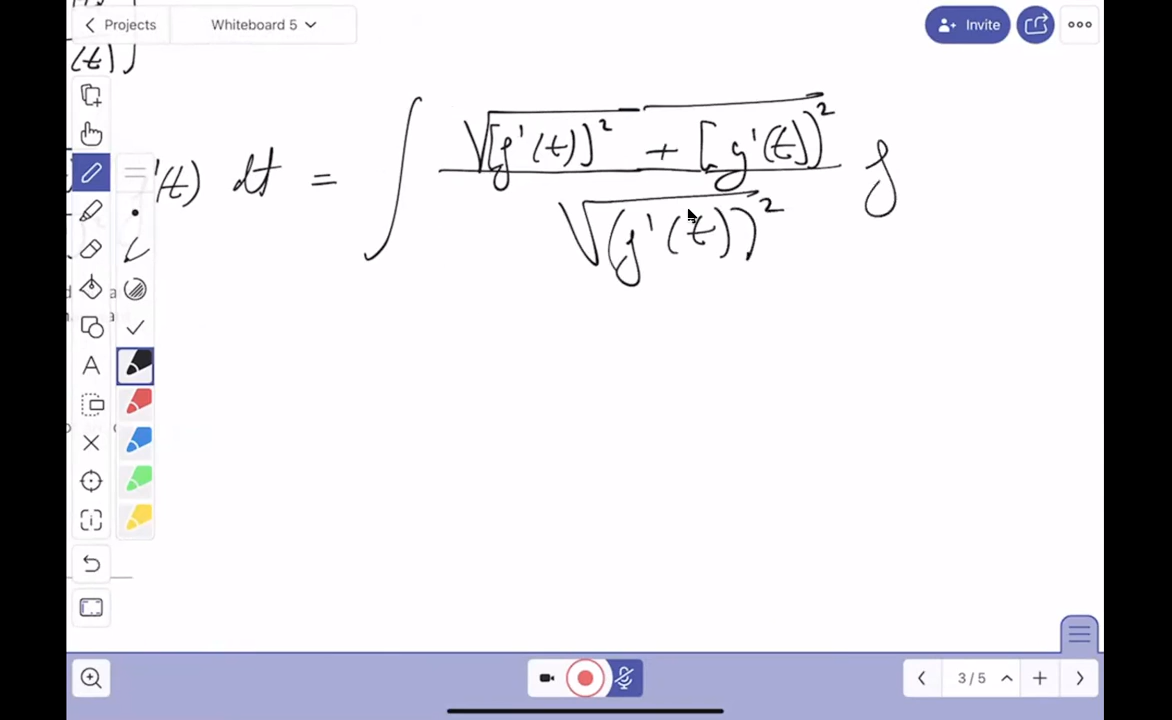 Projects Whiteboard 5 Invite
(t)]
'(t) dt = ∫ √([f'(t)]² + [g'(t)]²) / √((f'(t))²) f
A
3/5